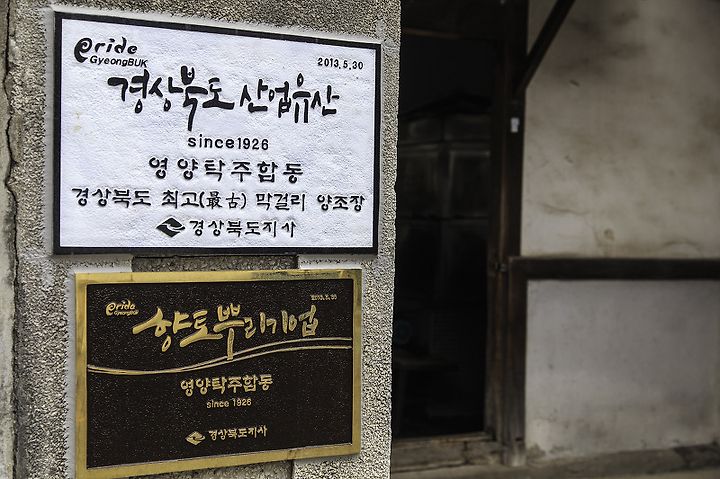 Pride
GyeongBUK
2013.5.30
경상북도 산업유산
since1926
영양탁주합동
경상북도 최고(最古) 막걸리 양조장
경상북도지사
Pride
GyeongBUK
2013.5.30
향토뿌리기업
영양탁주합동
since 1926
경상북도지사